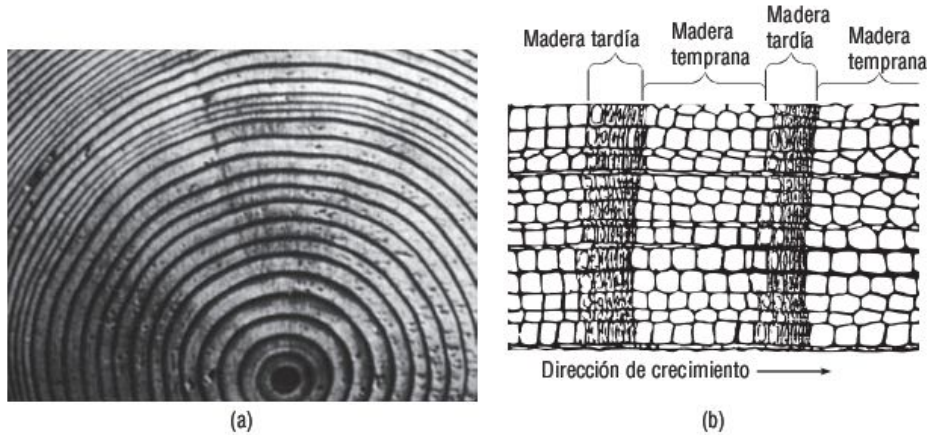 Madera tardía
Madera
temprana
Madera
tardía
Madera
temprana
Dirección de crecimiento
(a)
(b)